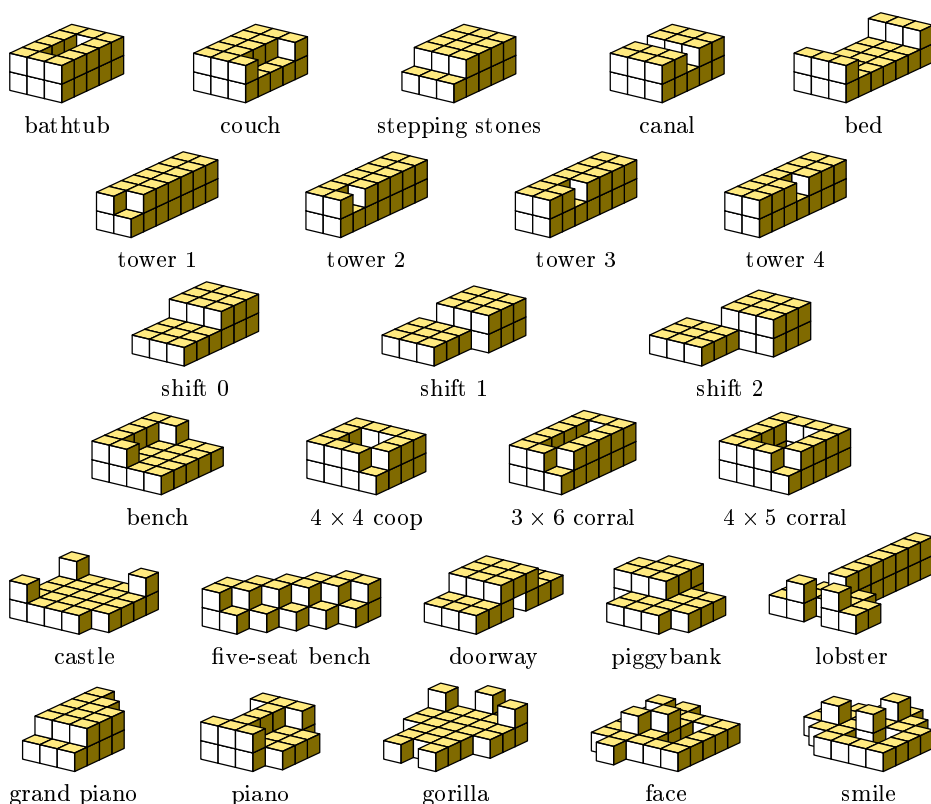 bathtub couch stepping stones canal bed
tower 1 tower 2 tower 3 tower 4
shift 0 shift 1 shift 2
bench 4 × 4 coop 3 × 6 corral 4 × 5 corral
castle five-seat bench doorway piggybank lobster
grand piano piano gorilla face smile